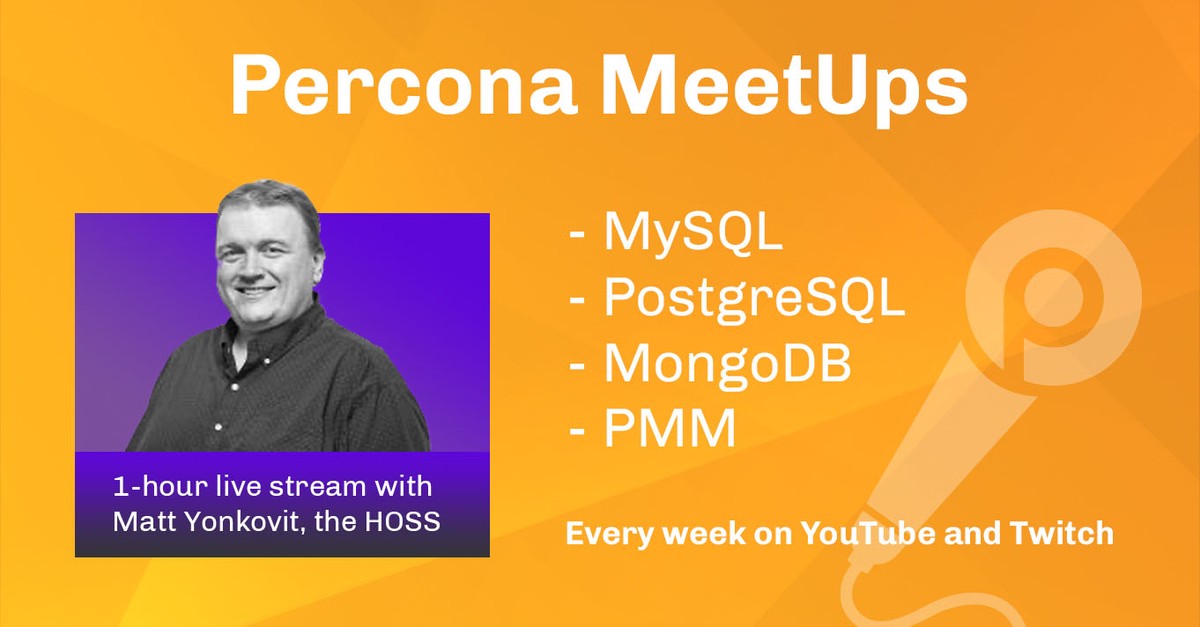 Percona MeetUps
- MySQL
- PostgreSQL
- MongoDB
- PMM
1-hour live stream with
Matt Yonkovit, the HOSS
Every week on YouTube and Twitch